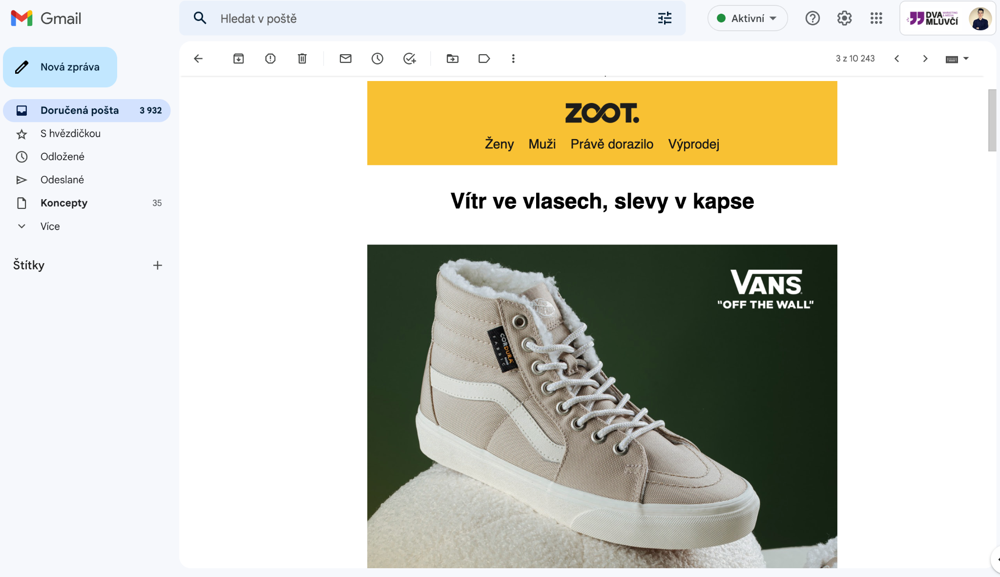 Gmail
Hledat v poště
Aktivní
DVA
MARKETING
& MEDIA
MLUVČÍ
Nová zpráva
3 z 10 243
Doručená pošta 3 932
S hvězdičkou
Odložené
Odeslané
Koncepty 35
Více
Štítky
ZOOT.
Ženy Muži Právě dorazilo Výprodej
Vítr ve vlasech, slevy v kapse
VANS
"OFF THE WALL"
CORDURA
FABRIC